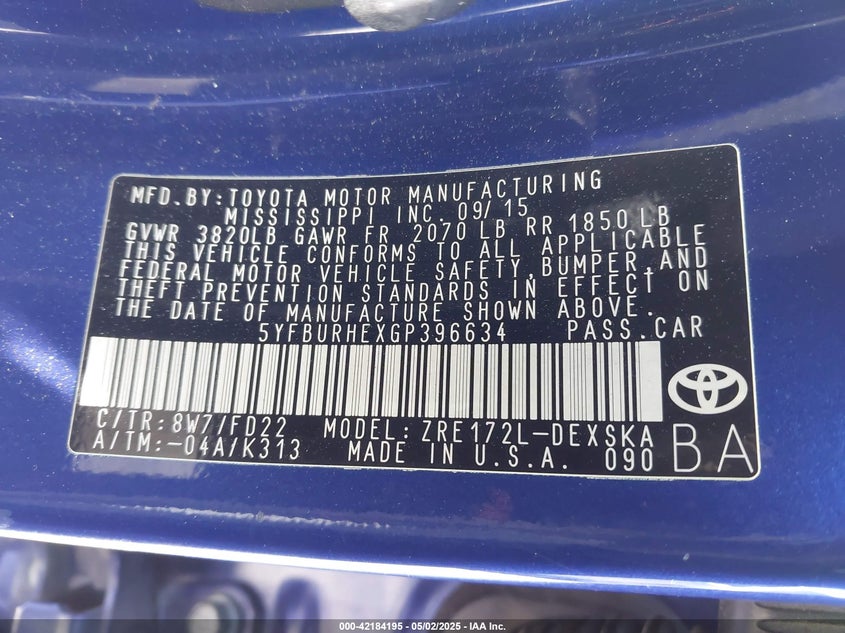 MFD.BY:TOYOTA MOTOR MANUFACTURING
MISSISSIPPI INC. 09/15
GVWR 3820LB GAWR FR 2070 LB RR 1850 LB
THIS VEHICLE CONFORMS TO ALL APPLICABLE
FEDERAL MOTOR VEHICLE SAFETY,BUMPER,AND
THEFT PREVENTION STANDARDS IN EFFECT ON
THE DATE OF MANUFACTURE SHOWN ABOVE.
5YFBURHEXGP396634 PASS.CAR
C/TR:8W7/FD22 MODEL:ZRE172L-DEXSKA
A/TM:-04A/K313 MADE IN U.S.A. 090 BA
000-42184195 - 05/02/2025 - IAA Inc.